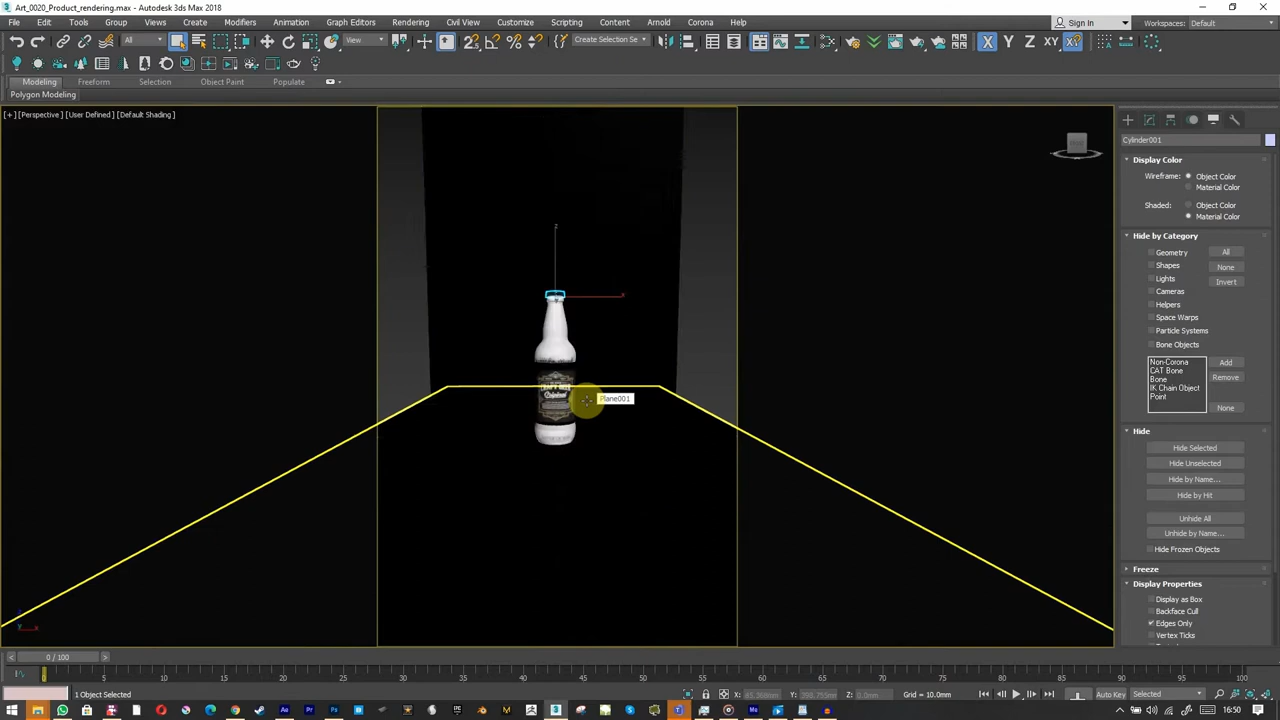 Art_0020_Product_rendering.max - Autodesk 3ds Max 2018
File Edit Tools Group Views Create Modifiers Animation Graph Editors Rendering Civil View Customize Scripting Content Arnold Corona Help
Sign In Workspaces: Default
All View Create Selection Se X Y Z XY
Modeling Freeform Selection Object Paint Populate
Polygon Modeling
[+] [Perspective] [User Defined] [Default Shading]
Cylinder001
Display Color
Wireframe: Object Color
Material Color
Shaded: Object Color
Material Color
Hide by Category
Geometry All
Shapes None
Lights
Cameras Invert
Helpers
Space Warps
Particle Systems
Bone Objects
Non-Corona Add
CAT Bone
Bone Remove
IK Chain Object
Point
None
Plane001
Hide
Hide Selected
Hide Unselected
Hide by Name...
Hide by Hit
Unhide All
Unhide by Name...
Hide Frozen Objects
Freeze
Display Properties
Display as Box
Backface Cull
Edges Only
Vertex Ticks
0 / 100
0 5 10 15 20 25 30 35 40 45 50 55 60 65 70 75 80 85 90 95 100
1 Object Selected X: 45.368mm Y: 398.755mm Z: 0.0mm Grid = 10.0mm Auto Key Selected
16:50